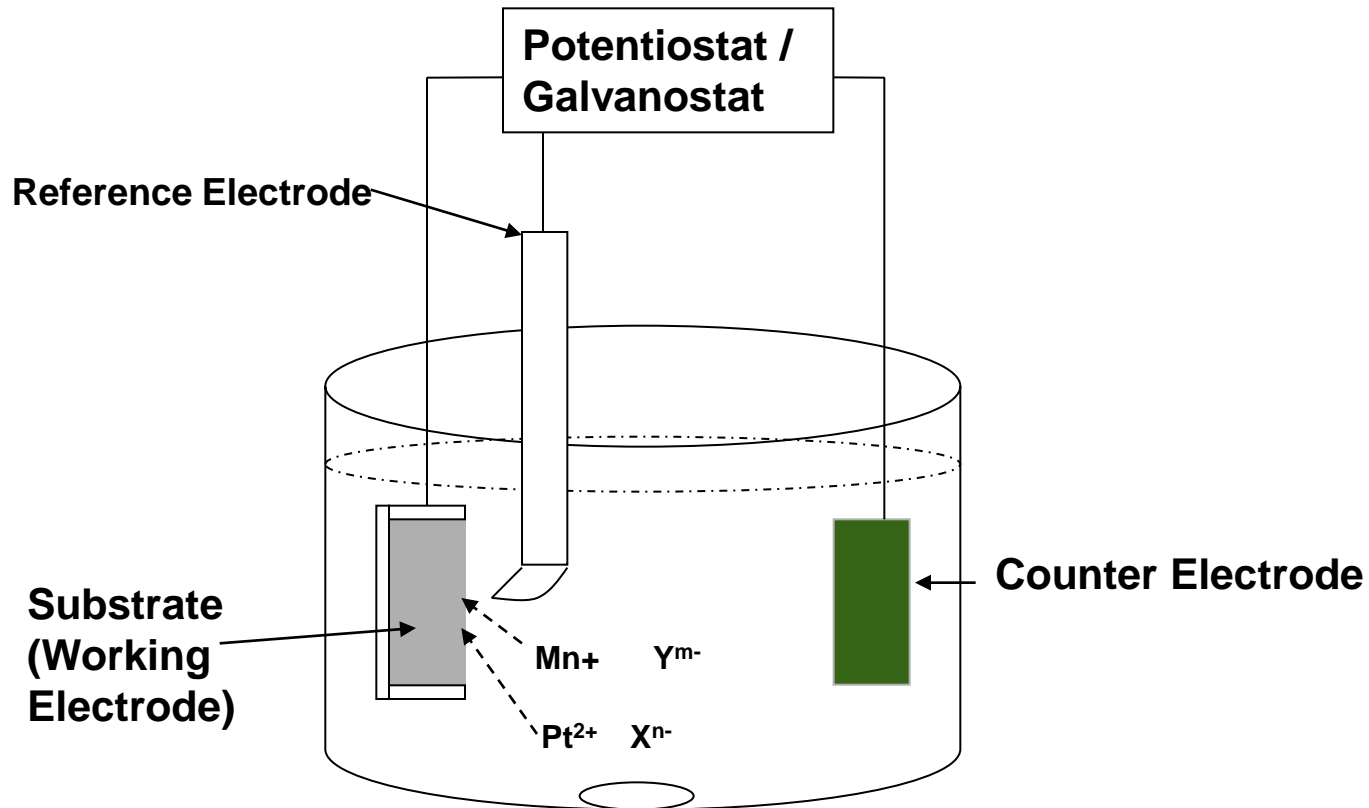 Potentiostat /
Galvanostat
Reference Electrode
Counter Electrode
Substrate
(Working
Electrode)
Mn+ Yᵐ⁻
Pt²⁺ Xⁿ⁻